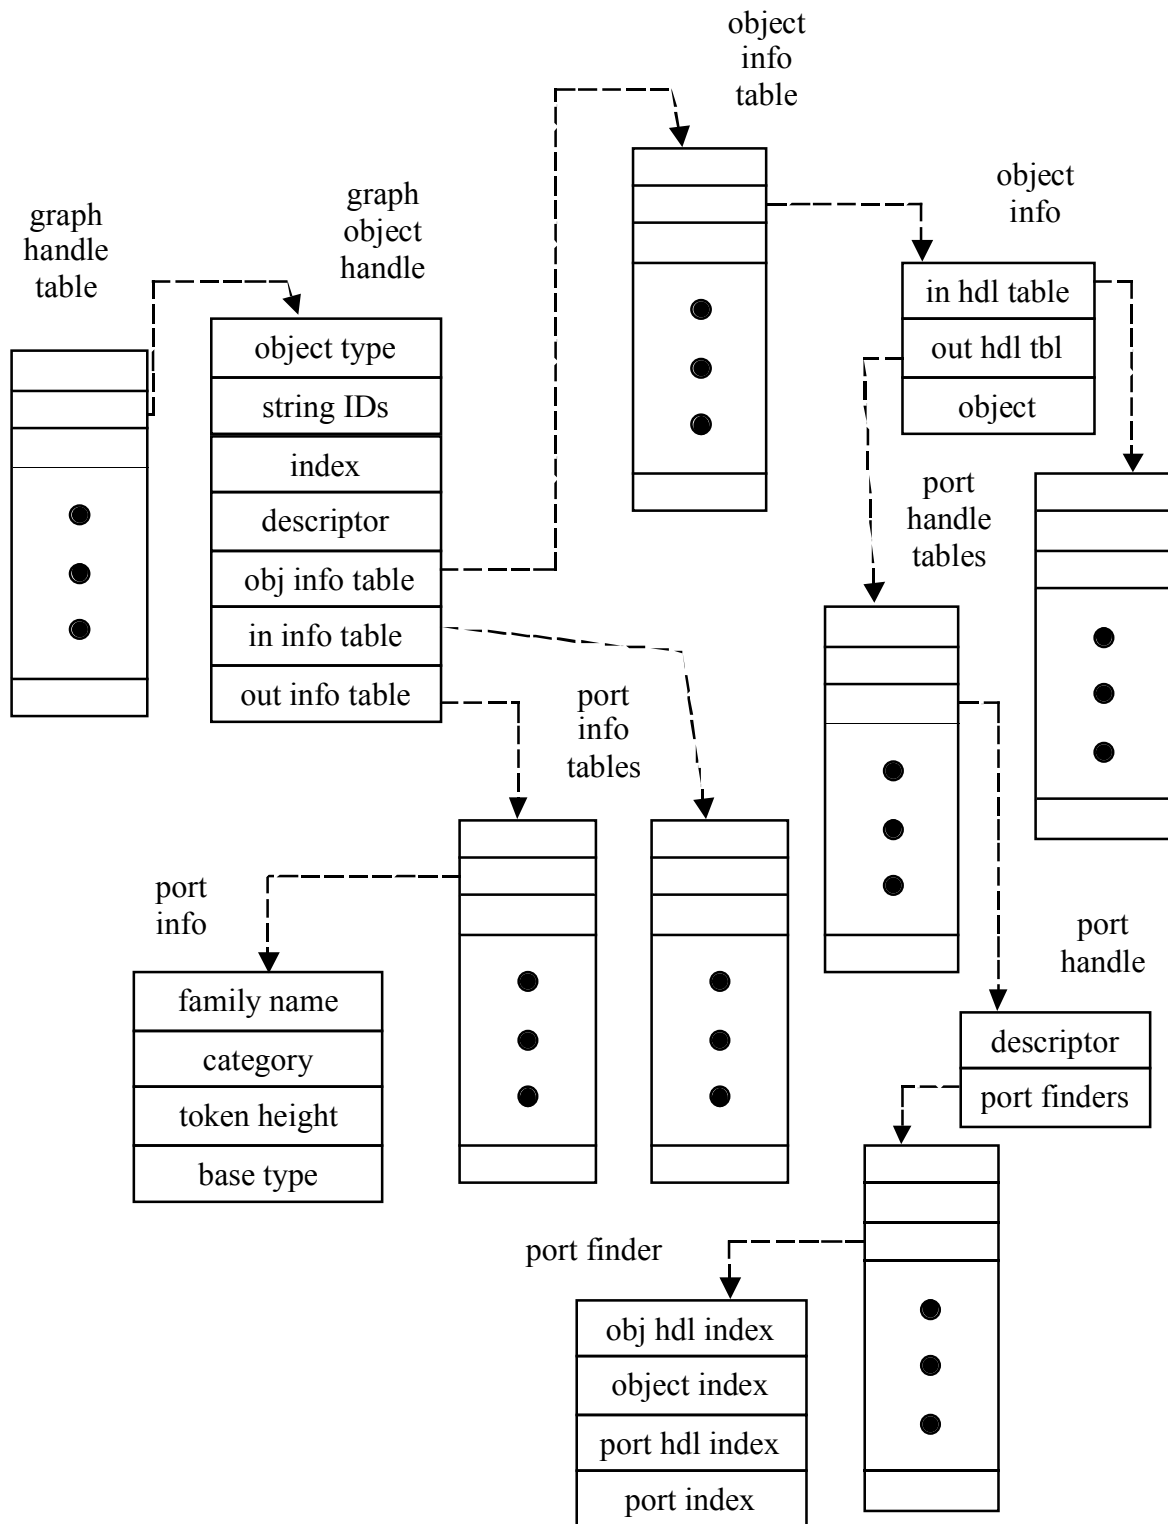 object
info
table
graph
handle
table
graph
object
handle
object
info
object type
string IDs
index
descriptor
obj info table
in info table
out info table
in hdl table
out hdl tbl
object
port
handle
tables
port
info
tables
port
info
family name
category
token height
base type
port
handle
descriptor
port finders
port finder
obj hdl index
object index
port hdl index
port index